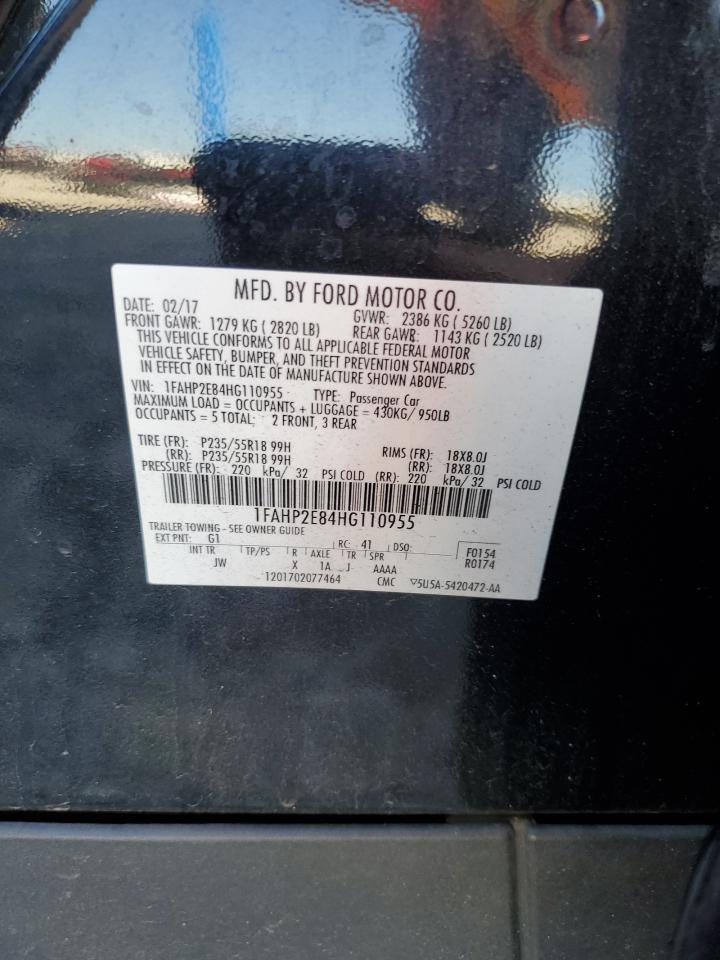 MFD. BY FORD MOTOR CO.
DATE: 02/17 GVWR: 2386 KG ( 5260 LB)
FRONT GAWR: 1279 KG ( 2820 LB) REAR GAWR: 1143 KG ( 2520 LB)
THIS VEHICLE CONFORMS TO ALL APPLICABLE FEDERAL MOTOR
VEHICLE SAFETY, BUMPER, AND THEFT PREVENTION STANDARDS
IN EFFECT ON THE DATE OF MANUFACTURE SHOWN ABOVE.
VIN: 1FAHP2E84HG110955 TYPE: Passenger Car
MAXIMUM LOAD = OCCUPANTS + LUGGAGE = 430KG/ 950LB
OCCUPANTS = 5 TOTAL; 2 FRONT, 3 REAR
TIRE (FR): P235/55R18 99H RIMS (FR): 18X8.0J
(RR): P235/55R18 99H (RR): 18X8.0J
PRESSURE (FR): 220 kPa/ 32 PSI COLD (RR): 220 kPa/ 32 PSI COLD
1FAHP2E84HG110955
TRAILER TOWING - SEE OWNER GUIDE
EXT PNT: G1 RC: 41 DSO: F0154
INT TR TP/PS R AXLE TR SPR R0174
JW X 1A J AAAA
1201702077464 CMC ▽5U5A-5420472-AA